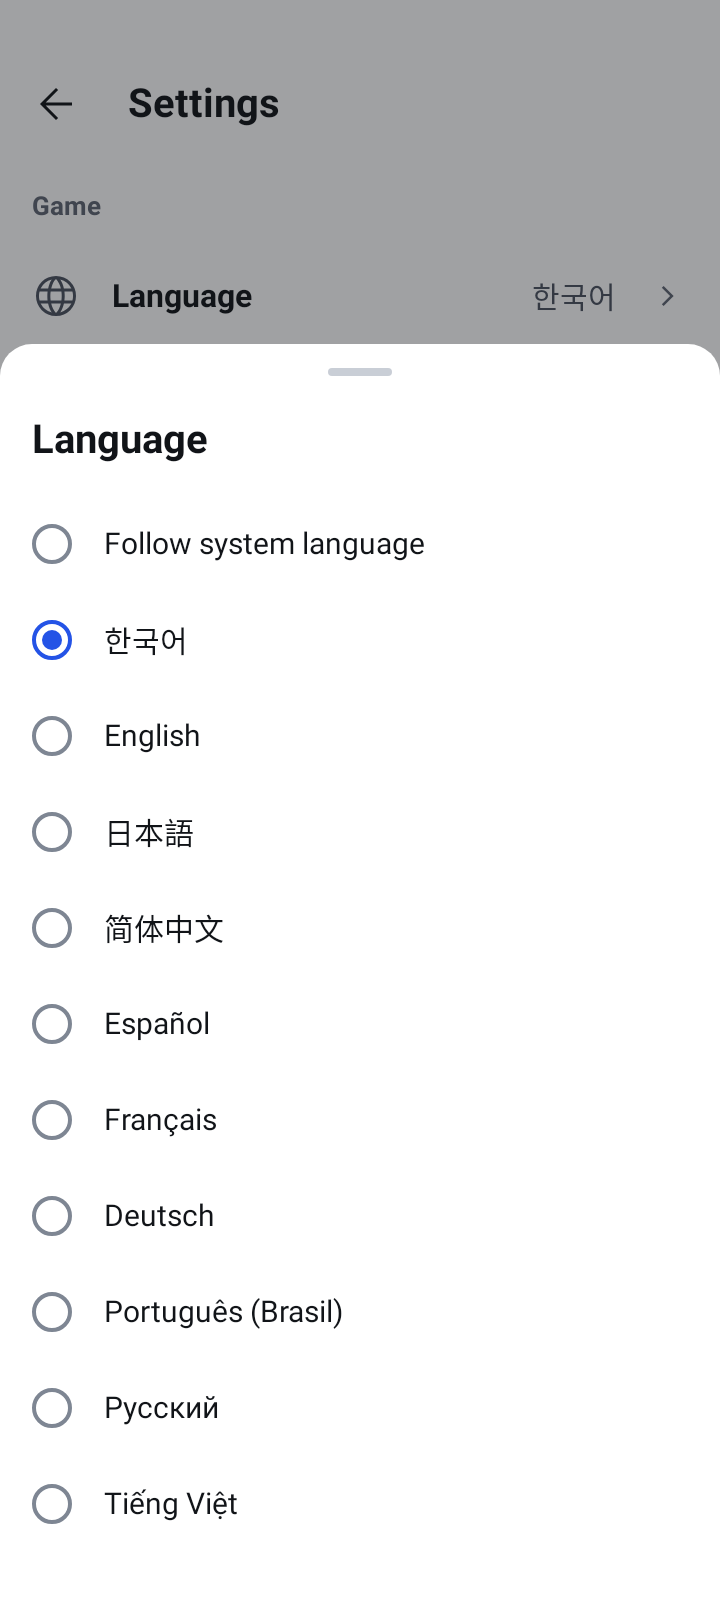 Settings
Game
Language 한국어
Language
Follow system language
한국어
English
日本語
简体中文
Español
Français
Deutsch
Português (Brasil)
Русский
Tiếng Việt